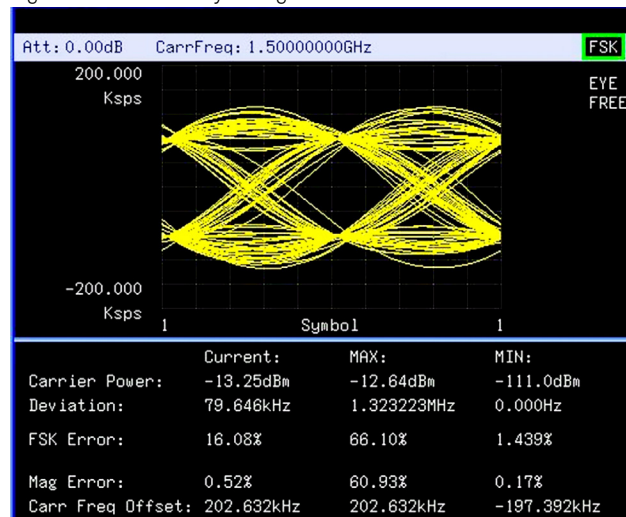 Att: 0.00dB CarrFreq: 1.50000000GHz FSK
200.000
Ksps
EYE
FREE
-200.000
Ksps
1 Symbol 1
Current: MAX: MIN:
Carrier Power: -13.25dBm -12.64dBm -111.0dBm
Deviation: 79.646kHz 1.323223MHz 0.000Hz
FSK Error: 16.08% 66.10% 1.439%
Mag Error: 0.52% 60.93% 0.17%
Carr Freq Offset: 202.632kHz 202.632kHz -197.392kHz